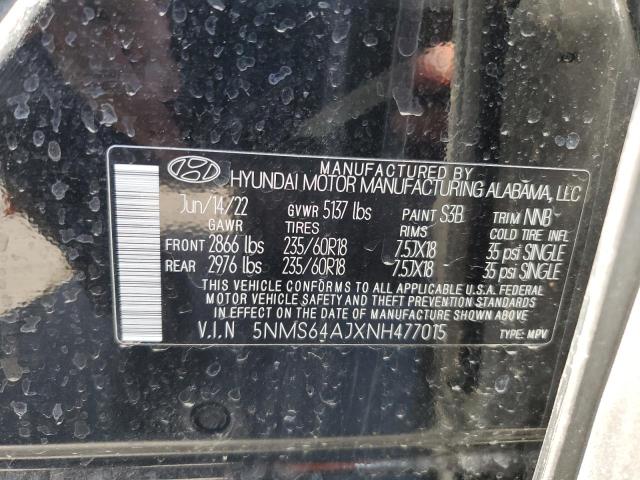 MANUFACTURED BY
HYUNDAI MOTOR MANUFACTURING ALABAMA, LLC
Jun/14/22 GVWR 5137 lbs PAINT S3B TRIM NNB
GAWR TIRES RIMS COLD TIRE INFL
FRONT 2866 lbs 235/60R18 7.5JX18 35 psi SINGLE
REAR 2976 lbs 235/60R18 7.5JX18 35 psi SINGLE
THIS VEHICLE CONFORMS TO ALL APPLICABLE U.S.A. FEDERAL
MOTOR VEHICLE SAFETY AND BUMPER STANDARDS
IN EFFECT ON THE DATE OF MANUFACTURE SHOWN ABOVE
V.I.N 5NMS64AJXNH477015 TYPE: MPV